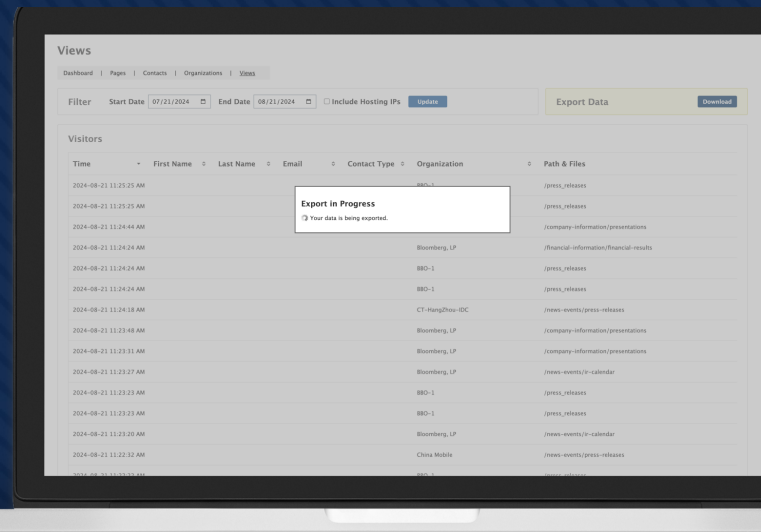 Views
Dashboard | Pages | Contacts | Organizations | Views
Filter Start Date 07/21/2024 End Date 08/21/2024 Include Hosting IPs Update Export Data Download
Visitors
Time First Name Last Name Email Contact Type Organization Path & Files
2024-08-21 11:25:25 AM BBO-1 /press_releases
2024-08-21 11:25:25 AM /press_releases
Export in Progress
Your data is being exported.
2024-08-21 11:24:44 AM /company-information/presentations
2024-08-21 11:24:24 AM Bloomberg, LP /financial-information/financial-results
2024-08-21 11:24:24 AM BBO-1 /press_releases
2024-08-21 11:24:24 AM BBO-1 /press_releases
2024-08-21 11:24:18 AM CT-HangZhou-IDC /news-events/press-releases
2024-08-21 11:23:48 AM Bloomberg, LP /company-information/presentations
2024-08-21 11:23:31 AM Bloomberg, LP /company-information/presentations
2024-08-21 11:23:27 AM Bloomberg, LP /news-events/ir-calendar
2024-08-21 11:23:23 AM BBO-1 /press_releases
2024-08-21 11:23:23 AM BBO-1 /press_releases
2024-08-21 11:23:20 AM Bloomberg, LP /news-events/ir-calendar
2024-08-21 11:22:32 AM China Mobile /news-events/press-releases